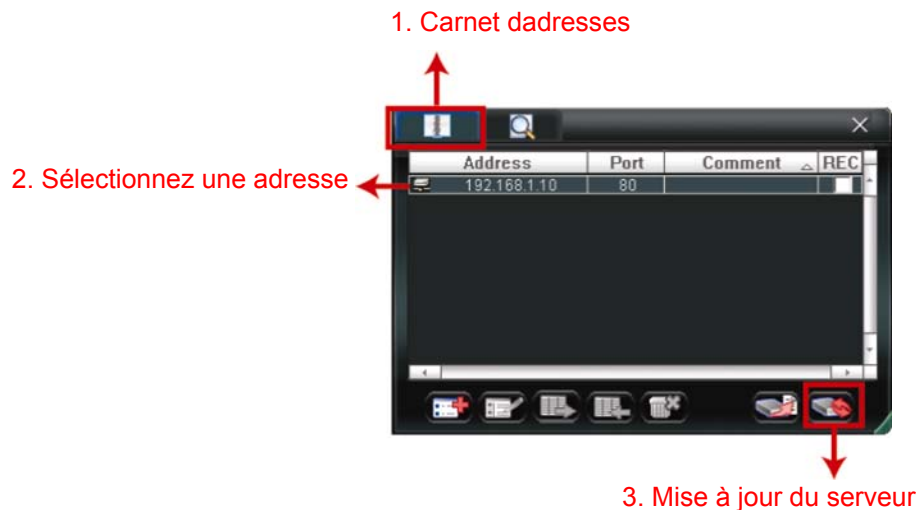 1. Carnet dadresses
2. Sélectionnez une adresse
Address Port Comment REC
192.168.1.10 80
3. Mise à jour du serveur